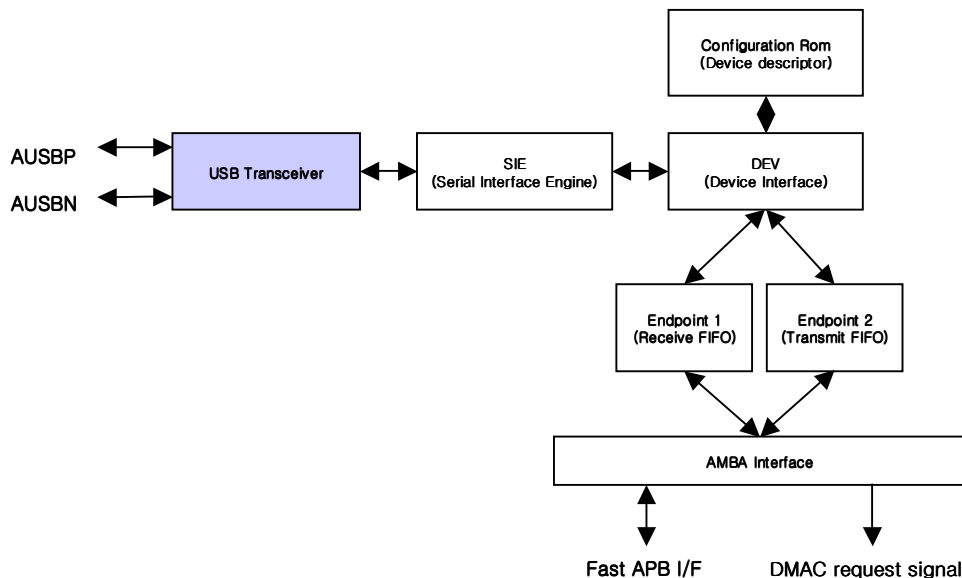 Configuration Rom
(Device descriptor)
AUSBP
AUSBN
USB Transceiver
SIE
(Serial Interface Engine)
DEV
(Device Interface)
Endpoint 1
(Receive FIFO)
Endpoint 2
(Transmit FIFO)
AMBA Interface
Fast APB I/F
DMAC request signal